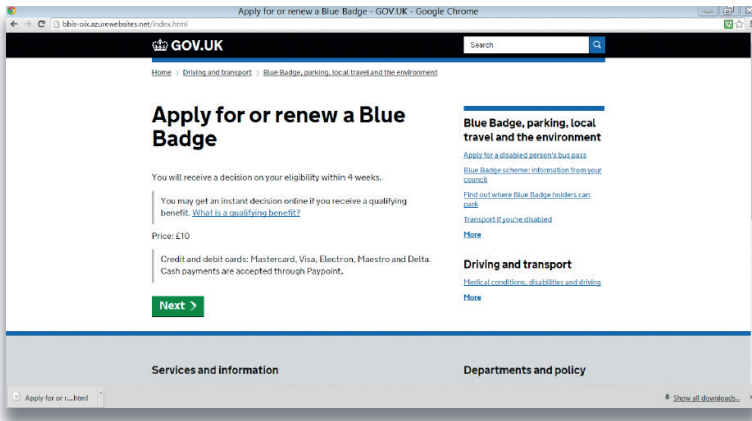 Apply for or renew a Blue Badge - GOV.UK - Google Chrome
bbis-oix.azurewebsites.net/index.html
GOV.UK
Search
Home > Driving and transport > Blue Badge, parking, local travel and the environment
Apply for or renew a Blue
Badge
You will receive a decision on your eligibility within 4 weeks.
You may get an instant decision online if you receive a qualifying
benefit. What is a qualifying benefit?
Price: £10
Credit and debit cards: Mastercard, Visa, Electron, Maestro and Delta.
Cash payments are accepted through Paypoint.
Next >
Blue Badge, parking, local
travel and the environment
Apply for a disabled person's bus pass
Blue Badge scheme: information from your
council
Find out where Blue Badge holders can
park
Transport if you're disabled
More
Driving and transport
Medical conditions, disabilities and driving
More
Services and information
Departments and policy
Apply for or r....html
Show all downloads...